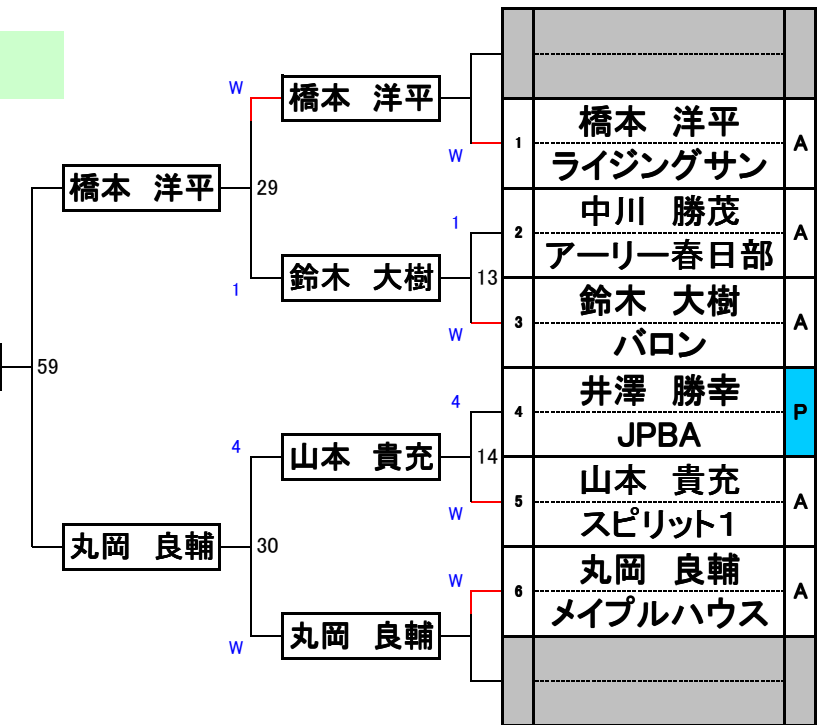 W
橋本 洋平
W
1
橋本 洋平
A
ライジングサン
橋本 洋平
29
1
2
中川 勝茂
A
アーリー春日部
1
鈴木 大樹
13
W
3
鈴木 大樹
A
バロン
59
4
4
井澤 勝幸
P
JPBA
4
山本 貴充
14
W
5
山本 貴充
A
スピリット1
丸岡 良輔
30
W
6
丸岡 良輔
A
メイプルハウス
W
丸岡 良輔